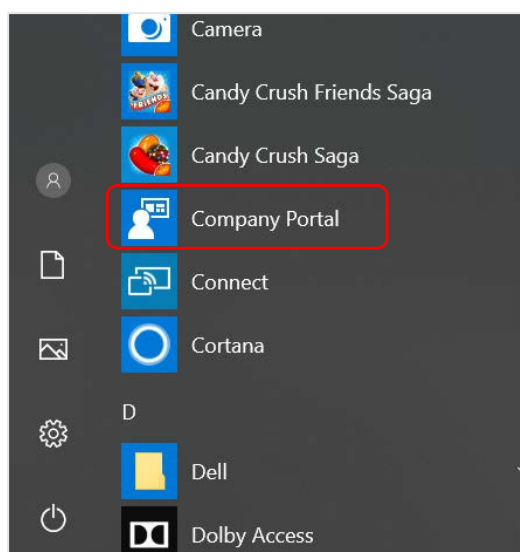 Camera
Candy Crush Friends Saga
Candy Crush Saga
Company Portal
Connect
Cortana
D
Dell
Dolby Access